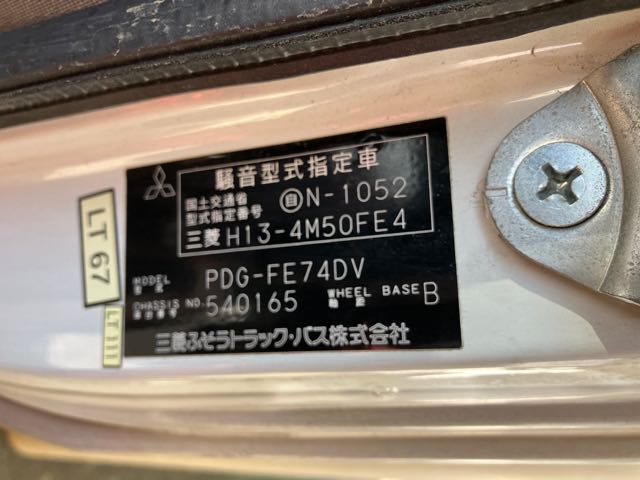 騒音型式指定車
国土交通省
型式指定番号 自N-1052
三菱 H13-4M50FE4
MODEL PDG-FE74DV
CHASSIS NO. 540165 WHEEL BASE B
車台番号 軸距
三菱ふそうトラック・バス株式会社
LT 67